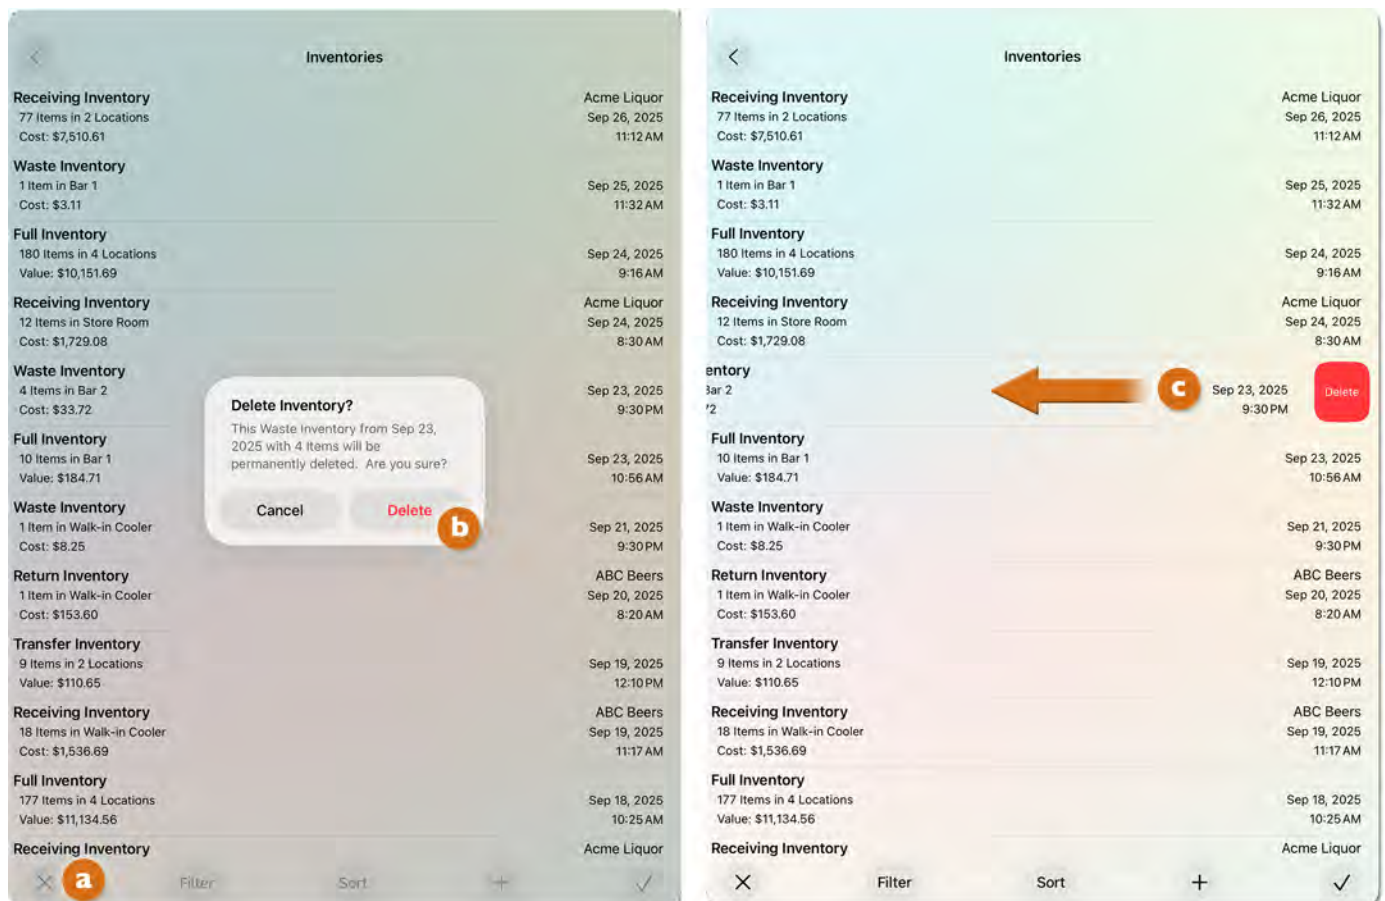 Inventories
Receiving Inventory Acme Liquor
77 Items in 2 Locations Sep 26, 2025
Cost: $7,510.61 11:12 AM
Waste Inventory
1 Item in Bar 1 Sep 25, 2025
Cost: $3.11 11:32 AM
Full Inventory
180 Items in 4 Locations Sep 24, 2025
Value: $10,151.69 9:16 AM
Receiving Inventory Acme Liquor
12 Items in Store Room Sep 24, 2025
Cost: $1,729.08 8:30 AM
Waste Inventory
4 Items in Bar 2 Sep 23, 2025
Cost: $33.72 9:30 PM
Full Inventory
10 Items in Bar 1 Sep 23, 2025
Value: $184.71 10:56 AM
Waste Inventory
1 Item in Walk-in Cooler Sep 21, 2025
Cost: $8.25 9:30 PM
Return Inventory ABC Beers
1 Item in Walk-in Cooler Sep 20, 2025
Cost: $153.60 8:20 AM
Transfer Inventory
9 Items in 2 Locations Sep 19, 2025
Value: $110.65 12:10 PM
Receiving Inventory ABC Beers
18 Items in Walk-in Cooler Sep 19, 2025
Cost: $1,536.69 11:17 AM
Full Inventory
177 Items in 4 Locations Sep 18, 2025
Value: $11,134.56 10:25 AM
Receiving Inventory Acme Liquor
a Filter Sort
Delete Inventory?
This Waste Inventory from Sep 23,
2025 with 4 Items will be
permanently deleted. Are you sure?
Cancel Delete
b
Inventories
Receiving Inventory Acme Liquor
77 Items in 2 Locations Sep 26, 2025
Cost: $7,510.61 11:12 AM
Waste Inventory
1 Item in Bar 1 Sep 25, 2025
Cost: $3.11 11:32 AM
Full Inventory
180 Items in 4 Locations Sep 24, 2025
Value: $10,151.69 9:16 AM
Receiving Inventory Acme Liquor
12 Items in Store Room Sep 24, 2025
Cost: $1,729.08 8:30 AM
entory
Bar 2 c Sep 23, 2025 Delete
72 9:30 PM
Full Inventory
10 Items in Bar 1 Sep 23, 2025
Value: $184.71 10:56 AM
Waste Inventory
1 Item in Walk-in Cooler Sep 21, 2025
Cost: $8.25 9:30 PM
Return Inventory ABC Beers
1 Item in Walk-in Cooler Sep 20, 2025
Cost: $153.60 8:20 AM
Transfer Inventory
9 Items in 2 Locations Sep 19, 2025
Value: $110.65 12:10 PM
Receiving Inventory ABC Beers
18 Items in Walk-in Cooler Sep 19, 2025
Cost: $1,536.69 11:17 AM
Full Inventory
177 Items in 4 Locations Sep 18, 2025
Value: $11,134.56 10:25 AM
Receiving Inventory Acme Liquor
Filter Sort